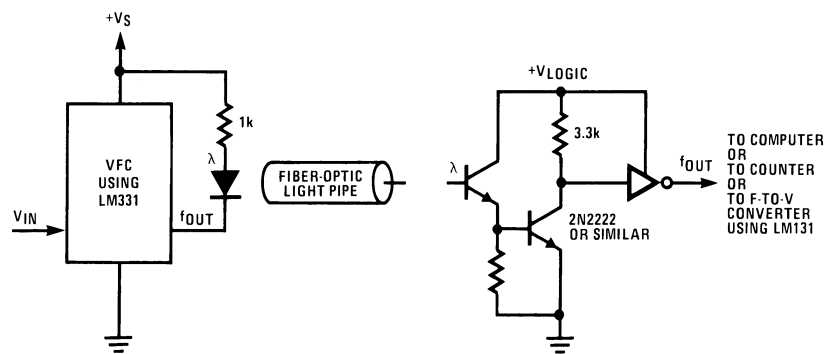 +VS
1k
λ
VFC
USING
LM331
VIN
fOUT
FIBER-OPTIC
LIGHT PIPE
+VLOGIC
3.3k
λ
2N2222
OR SIMILAR
fOUT
TO COMPUTER
OR
TO COUNTER
OR
TO F-TO-V
CONVERTER
USING LM131